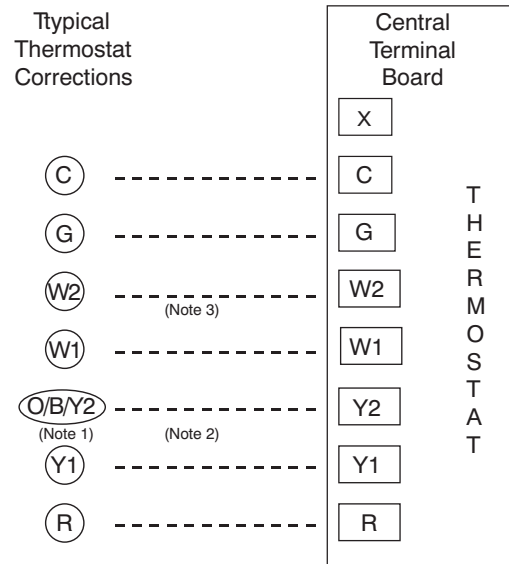 Ttypical
Thermostat
Corrections
Central
Terminal
Board
X
C
C
G
G
W2
(Note 3)
W2
W1
W1
O/B/Y2
(Note 1)
(Note 2)
Y2
Y1
Y1
R
R
THERMOSTAT